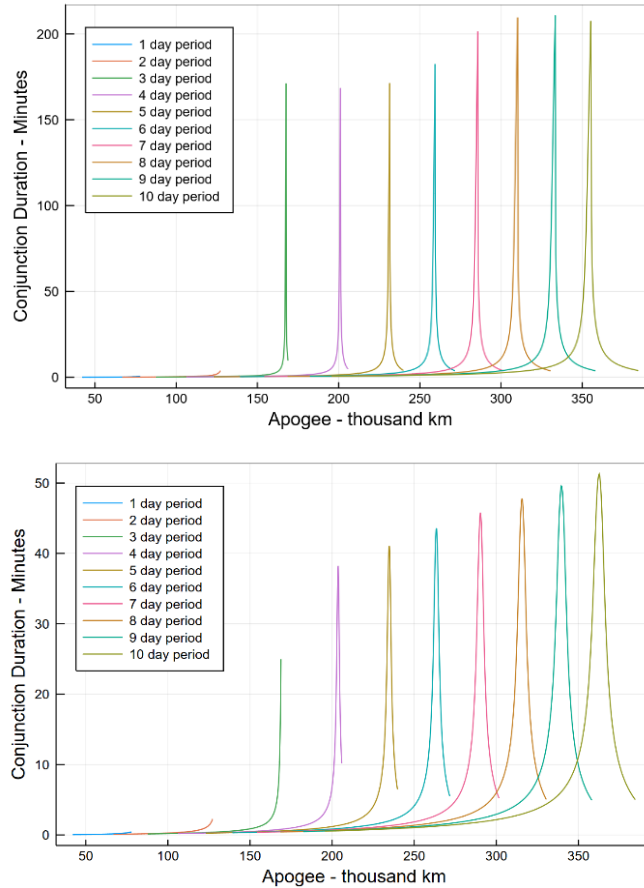 200
150
100
50
0
Conjunction Duration - Minutes
1 day period
2 day period
3 day period
4 day period
5 day period
6 day period
7 day period
8 day period
9 day period
10 day period
50 100 150 200 250 300 350
Apogee - thousand km
50
40
30
20
10
0
Conjunction Duration - Minutes
1 day period
2 day period
3 day period
4 day period
5 day period
6 day period
7 day period
8 day period
9 day period
10 day period
50 100 150 200 250 300 350
Apogee - thousand km